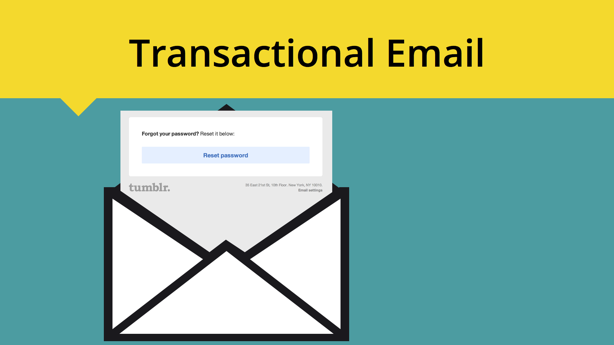 Transactional Email
Forgot your password? Reset it below:
Reset password
tumblr.
35 East 21st St, 10th Floor, New York, NY 10010
Email settings